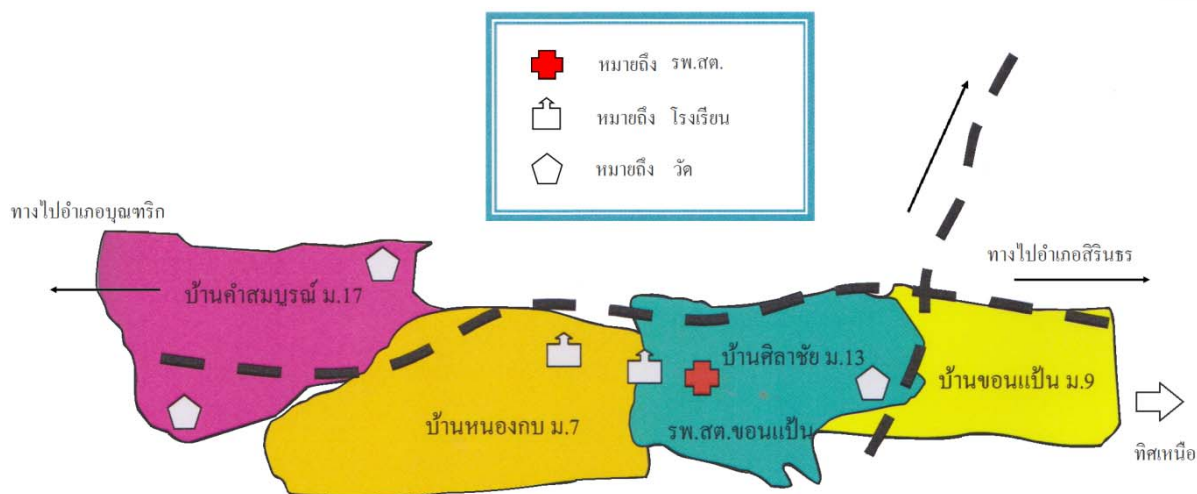 หมายถึง รพ.สต.
หมายถึง โรงเรียน
หมายถึง วัด
ทางไปอำเภอบุณฑริก
ทางไปอำเภอสิรินธร
บ้านคำสมบูรณ์ ม.17
บ้านศิลาชัย ม.13
บ้านขอนแป้น ม.9
บ้านหนองกบ ม.7
รพ.สต.ขอนแป้น
ทิศเหนือ